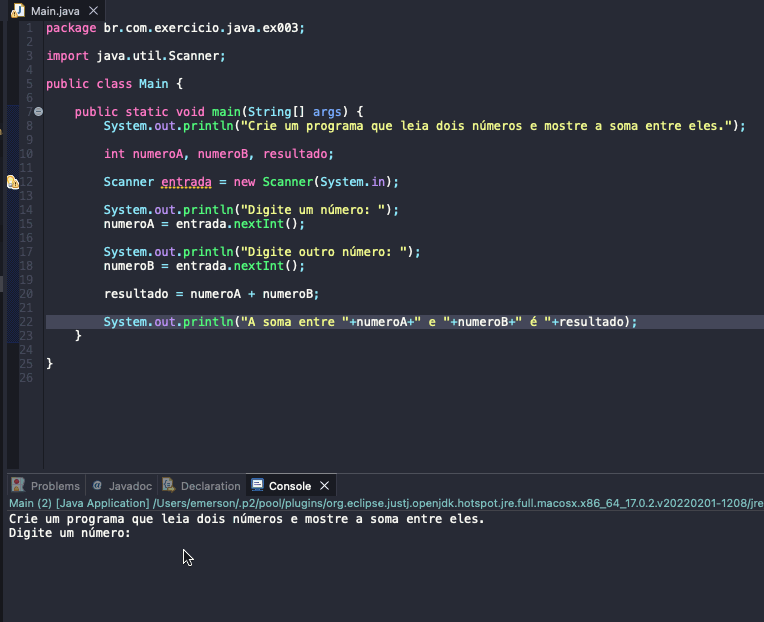 Main.java
1 package br.com.exercicio.java.ex003;
2
3 import java.util.Scanner;
4
5 public class Main {
6
7 public static void main(String[] args) {
8 System.out.println("Crie um programa que leia dois números e mostre a soma entre eles.");
9
10 int numeroA, numeroB, resultado;
11
12 Scanner entrada = new Scanner(System.in);
13
14 System.out.println("Digite um número: ");
15 numeroA = entrada.nextInt();
16
17 System.out.println("Digite outro número: ");
18 numeroB = entrada.nextInt();
19
20 resultado = numeroA + numeroB;
21
22 System.out.println("A soma entre "+numeroA+" e "+numeroB+" é "+resultado);
23 }
24
25 }
26
Problems @ Javadoc Declaration Console
Main (2) [Java Application] /Users/emerson/.p2/pool/plugins/org.eclipse.justj.openjdk.hotspot.jre.full.macosx.x86_64_17.0.2.v20220201-1208/jre
Crie um programa que leia dois números e mostre a soma entre eles.
Digite um número: